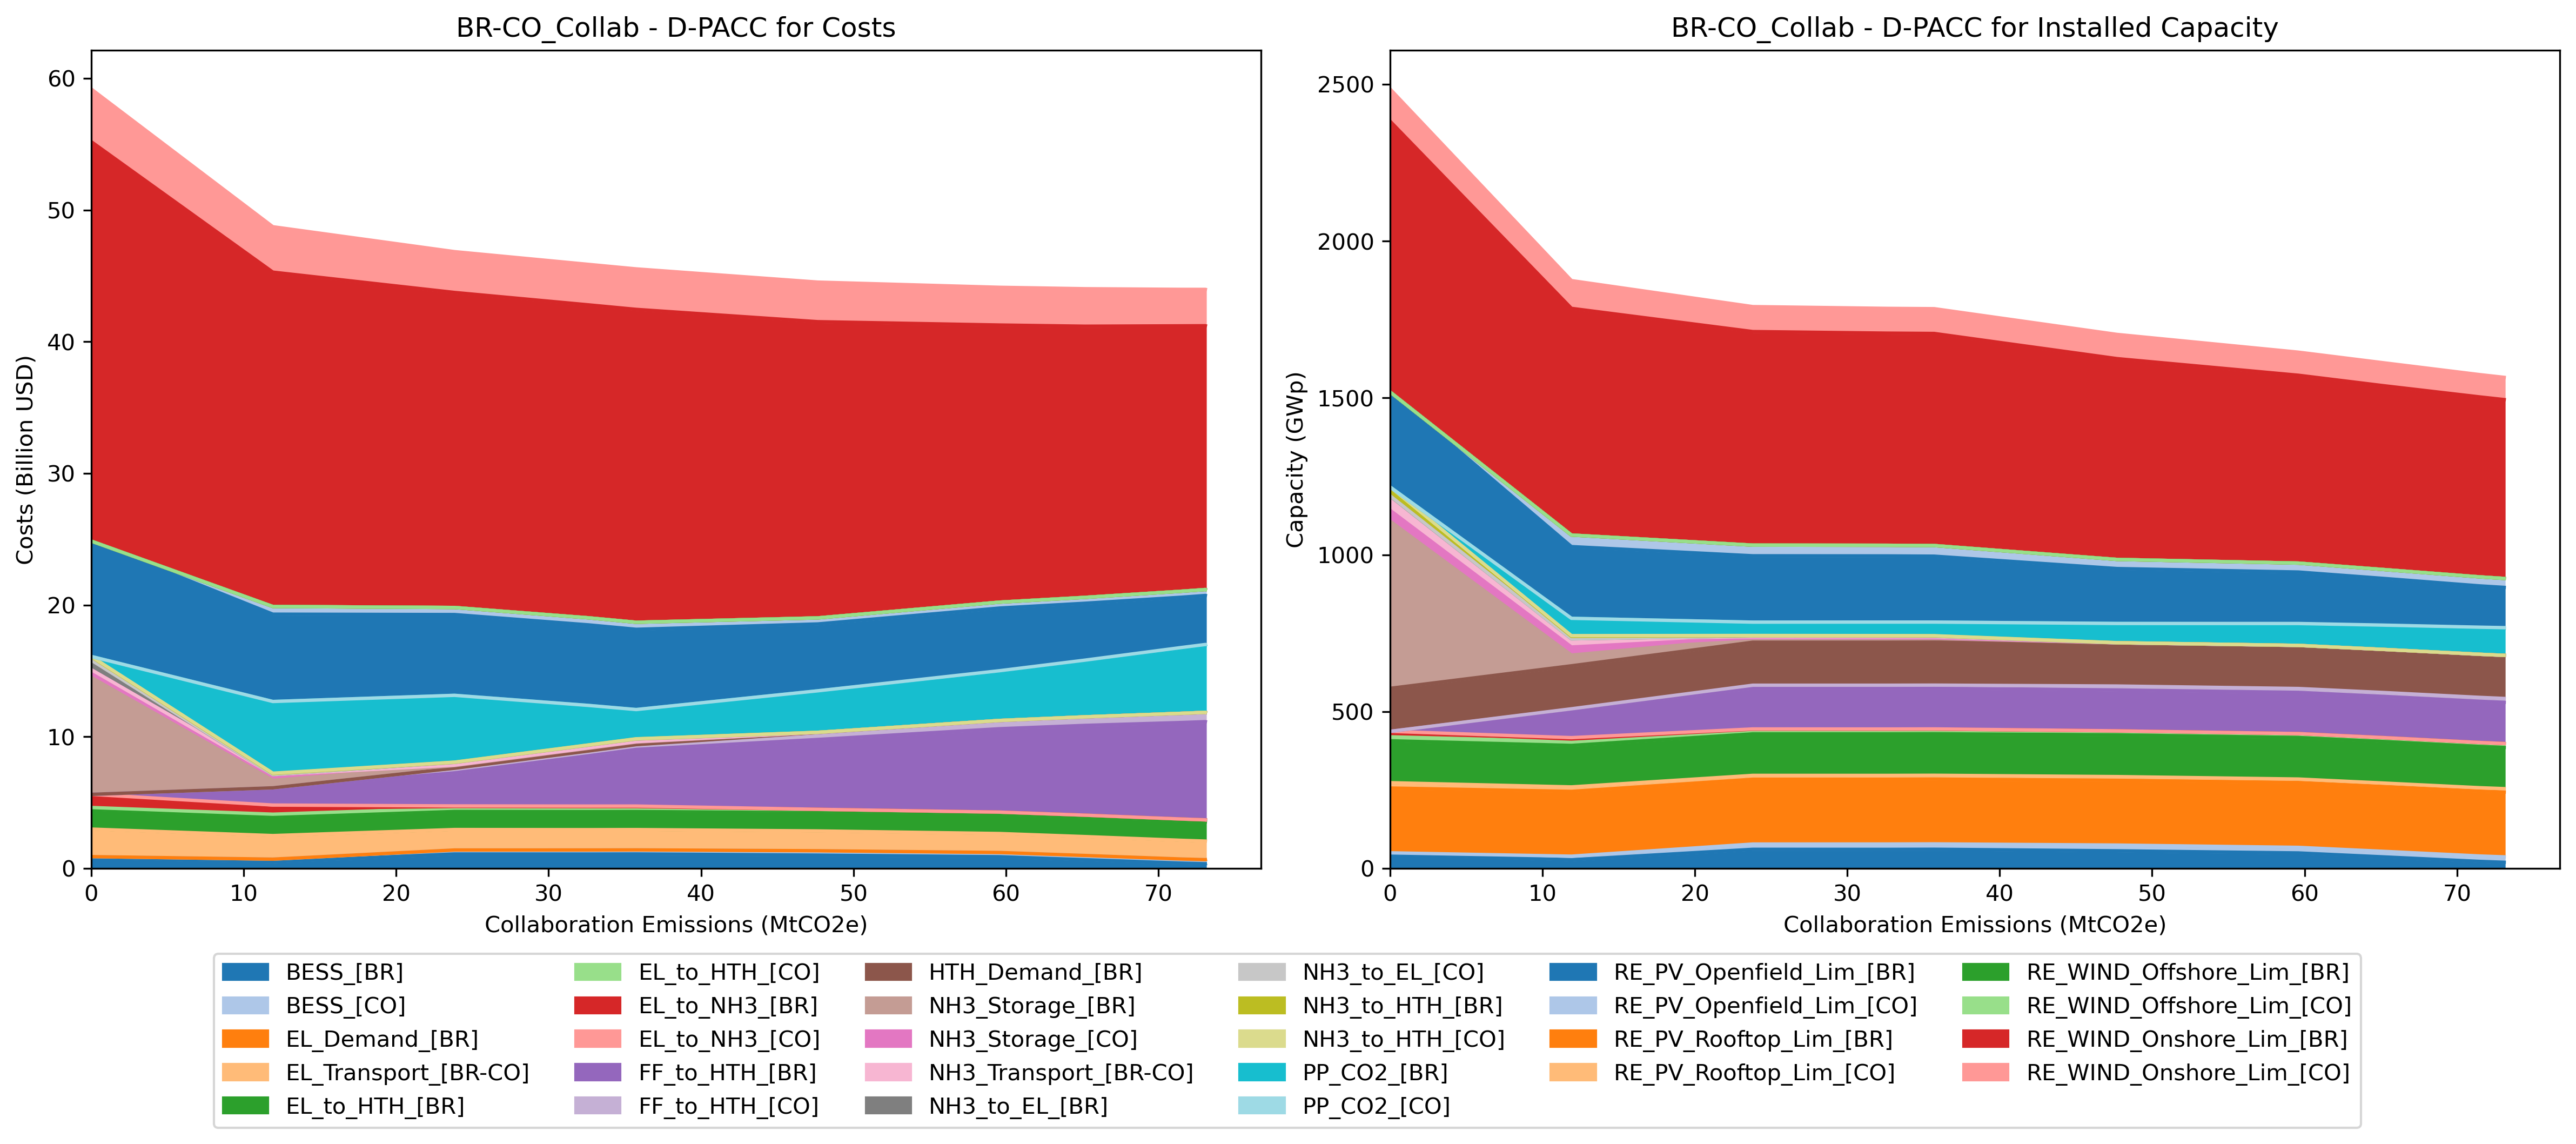 BR-CO_Collab - D-PACC for Costs
60
50
40
30
20
10
0
Costs (Billion USD)
0 10 20 30 40 50 60 70
Collaboration Emissions (MtCO2e)
BR-CO_Collab - D-PACC for Installed Capacity
2500
2000
1500
1000
500
0
Capacity (GWp)
0 10 20 30 40 50 60 70
Collaboration Emissions (MtCO2e)
BESS_[BR]
BESS_[CO]
EL_Demand_[BR]
EL_Transport_[BR-CO]
EL_to_HTH_[BR]
EL_to_HTH_[CO]
EL_to_NH3_[BR]
EL_to_NH3_[CO]
FF_to_HTH_[BR]
FF_to_HTH_[CO]
HTH_Demand_[BR]
NH3_Storage_[BR]
NH3_Storage_[CO]
NH3_Transport_[BR-CO]
NH3_to_EL_[BR]
NH3_to_EL_[CO]
NH3_to_HTH_[BR]
NH3_to_HTH_[CO]
PP_CO2_[BR]
PP_CO2_[CO]
RE_PV_Openfield_Lim_[BR]
RE_PV_Openfield_Lim_[CO]
RE_PV_Rooftop_Lim_[BR]
RE_PV_Rooftop_Lim_[CO]
RE_WIND_Offshore_Lim_[BR]
RE_WIND_Offshore_Lim_[CO]
RE_WIND_Onshore_Lim_[BR]
RE_WIND_Onshore_Lim_[CO]